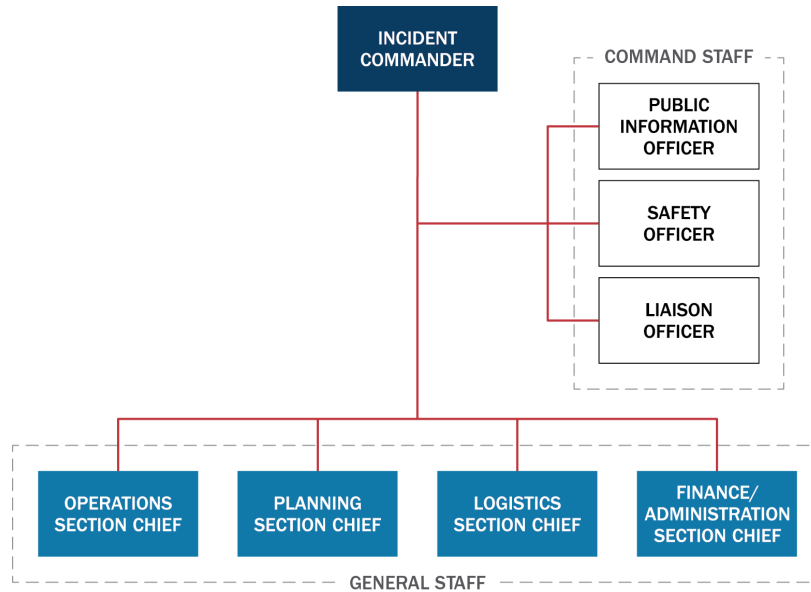 INCIDENT
COMMANDER
COMMAND STAFF
PUBLIC
INFORMATION
OFFICER
SAFETY
OFFICER
LIAISON
OFFICER
OPERATIONS
SECTION CHIEF
PLANNING
SECTION CHIEF
LOGISTICS
SECTION CHIEF
FINANCE/
ADMINISTRATION
SECTION CHIEF
GENERAL STAFF